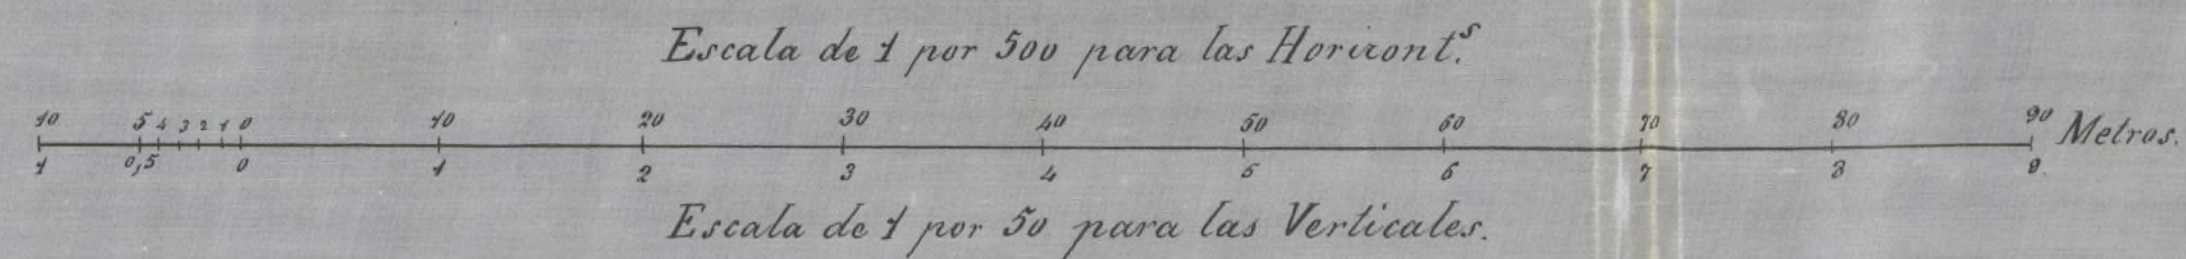 Escala de 1 por 500 para las Horizont.s
10 5 4 3 2 1 0 10 20 30 40 50 60 70 80 90 Metros.
1 0,5 0 1 2 3 4 5 6 7 8 9.
Escala de 1 por 50 para las Verticales.